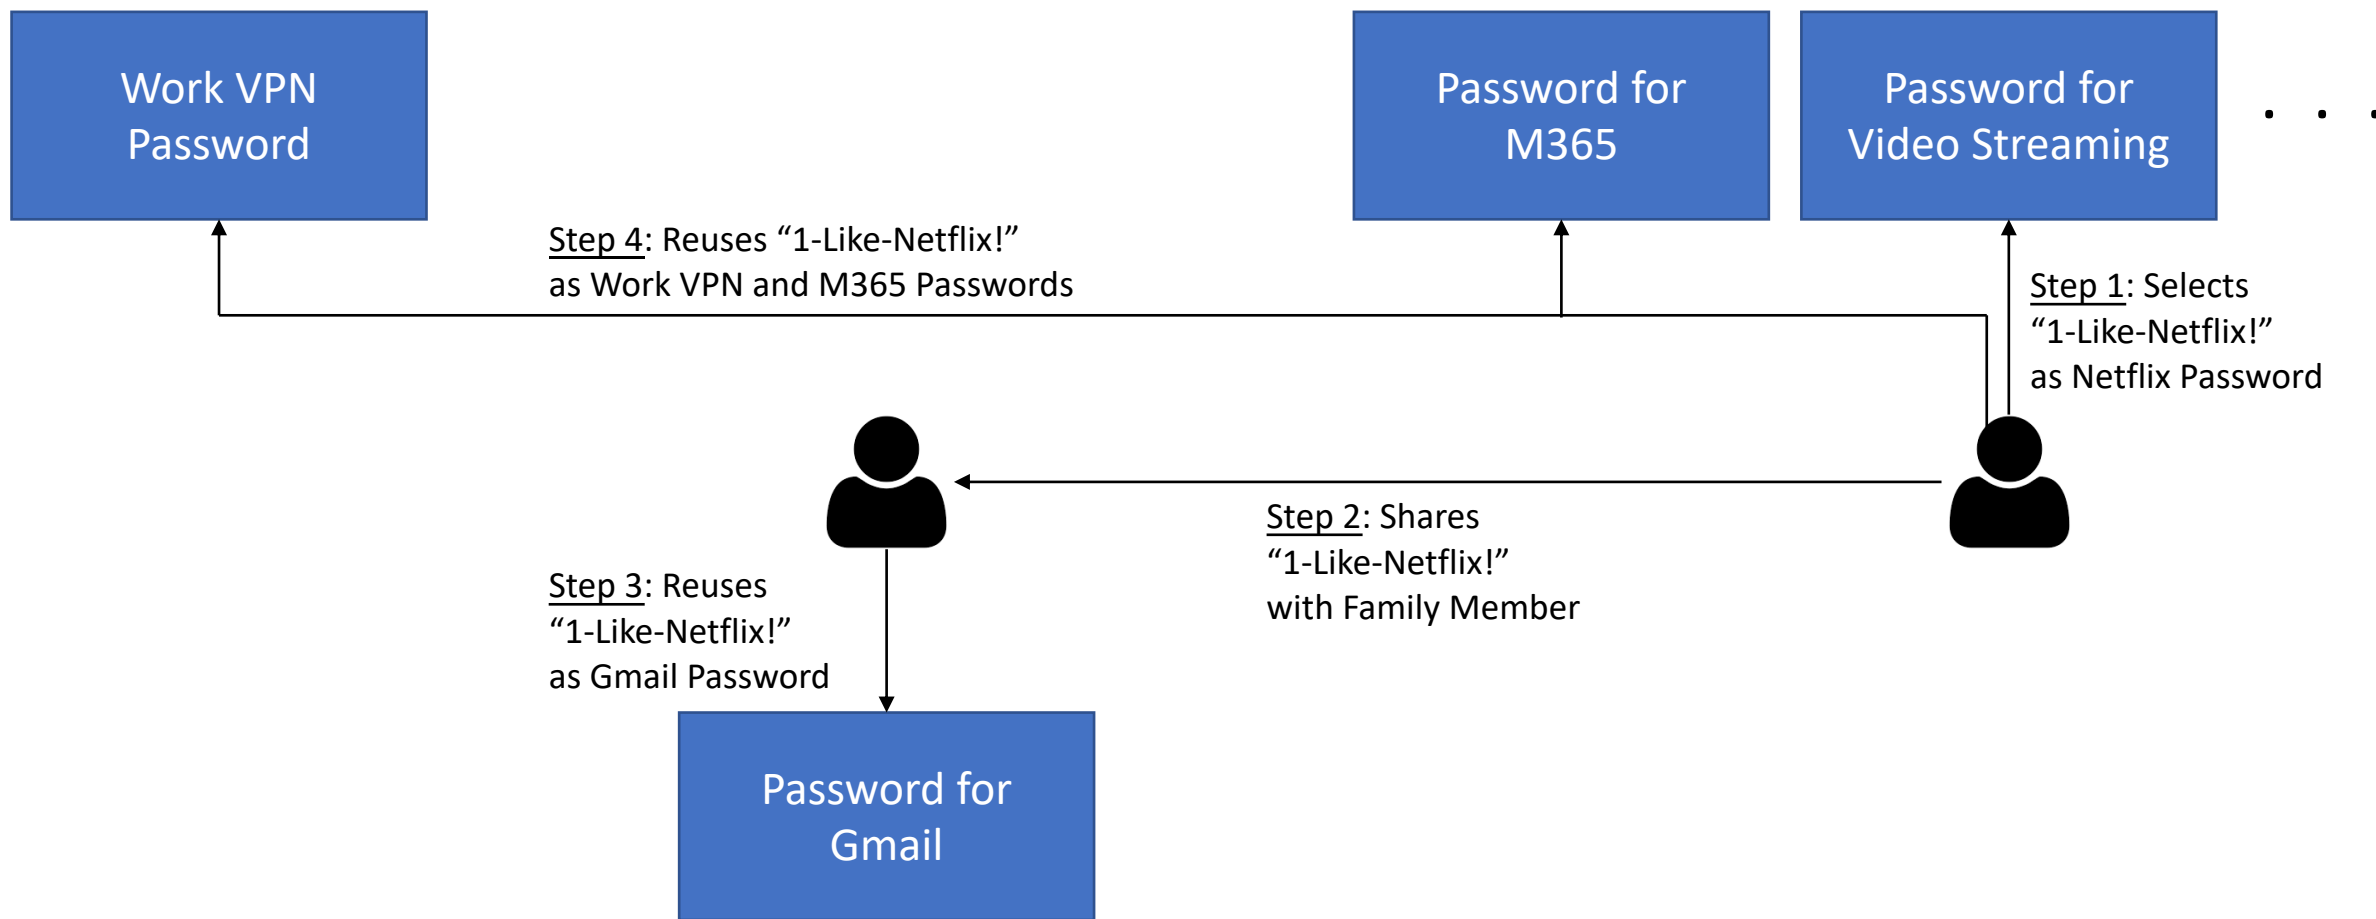 Work VPN
Password
Password for
M365
Password for
Video Streaming
. . .
Step 4: Reuses “1-Like-Netflix!”
as Work VPN and M365 Passwords
Step 1: Selects
“1-Like-Netflix!”
as Netflix Password
Step 2: Shares
“1-Like-Netflix!”
with Family Member
Step 3: Reuses
“1-Like-Netflix!”
as Gmail Password
Password for
Gmail